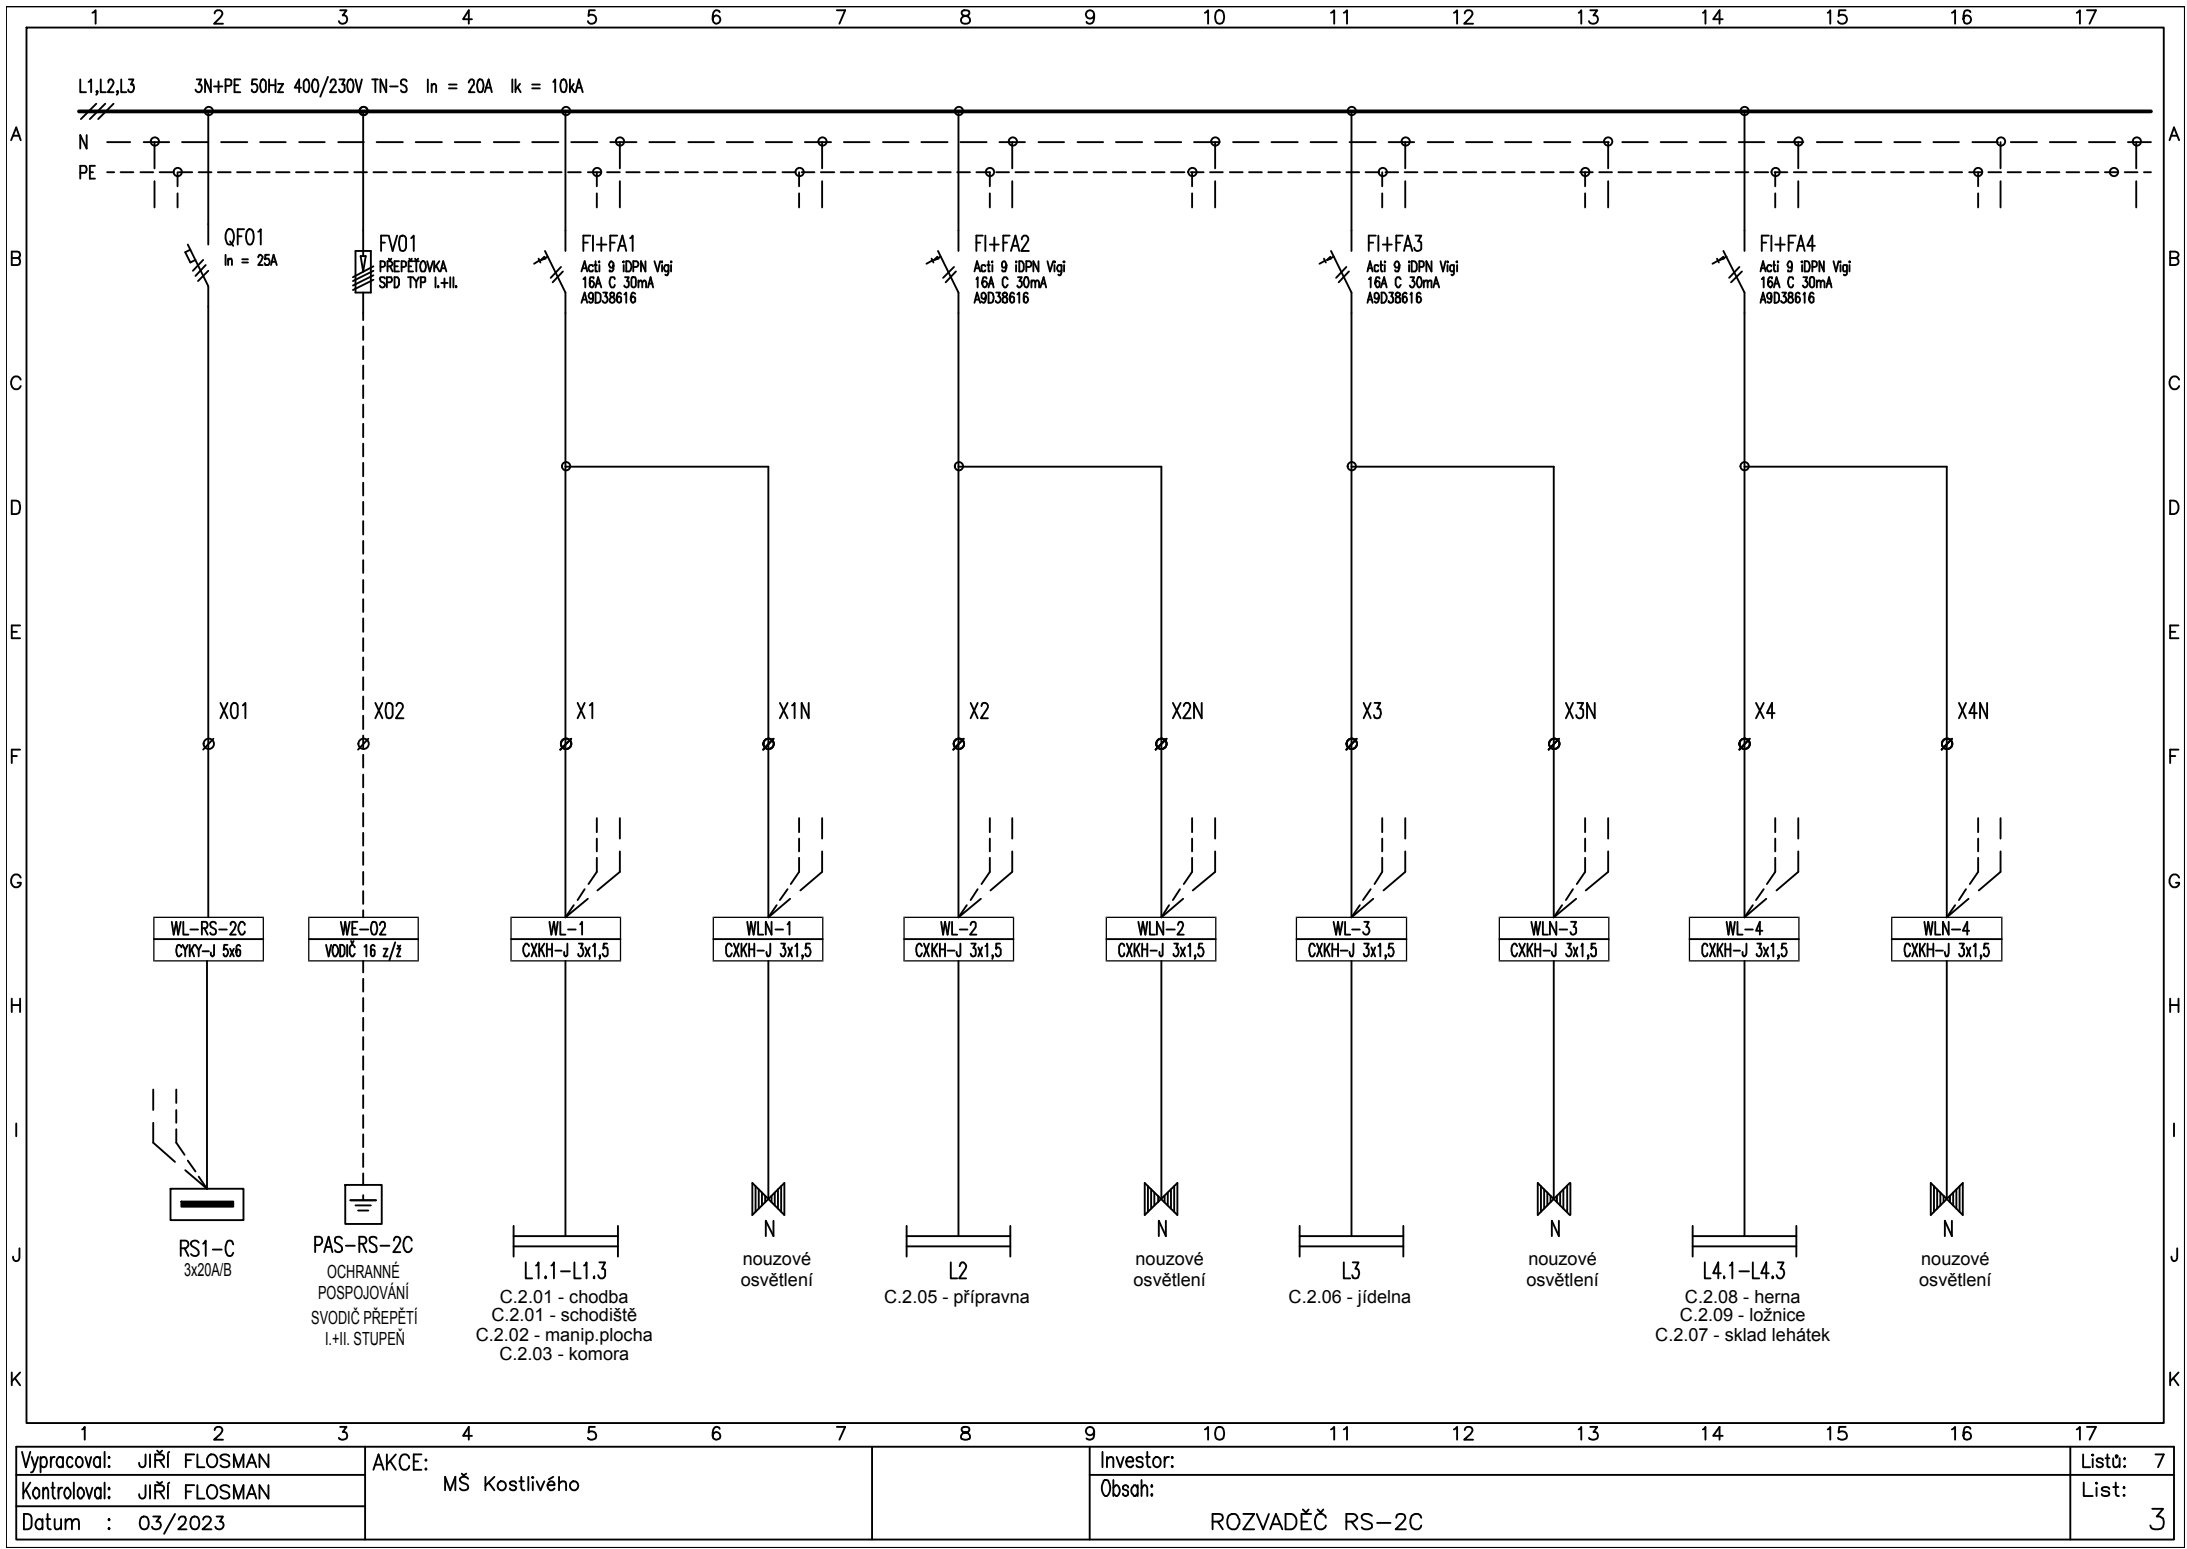 1 2 3 4 5 6 7 8 9 10 11 12 13 14 15 16 17
L1,L2,L3 3N+PE 50Hz 400/230V TN-S In = 20A Ik = 10kA
A N A
PE
B B
QF01
In = 25A
FV01
PŘEPĚŤOVKA
SPD TYP I.+II.
FI+FA1
Acti 9 iDPN Vigi
16A C 30mA
A9D38616
FI+FA2
Acti 9 iDPN Vigi
16A C 30mA
A9D38616
FI+FA3
Acti 9 iDPN Vigi
16A C 30mA
A9D38616
FI+FA4
Acti 9 iDPN Vigi
16A C 30mA
A9D38616
C C
D D
E E
X01 X02 X1 X1N X2 X2N X3 X3N X4 X4N
F F
G G
WL-RS-2C WE-02 WL-1 WLN-1 WL-2 WLN-2 WL-3 WLN-3 WL-4 WLN-4
CYKY-J 5x6 VODIČ 16 z/ž CXKH-J 3x1,5 CXKH-J 3x1,5 CXKH-J 3x1,5 CXKH-J 3x1,5 CXKH-J 3x1,5 CXKH-J 3x1,5 CXKH-J 3x1,5 CXKH-J 3x1,5
H H
I I
J J
RS1-C
3x20A/B
PAS-RS-2C
OCHRANNÉ
POSPOJOVÁNÍ
SVODIČ PŘEPĚTÍ
I.+II. STUPEŇ
L1.1-L1.3
C.2.01 - chodba
C.2.01 - schodiště
C.2.02 - manip.plocha
C.2.03 - komora
N
nouzové
osvětlení
L2
C.2.05 - přípravna
N
nouzové
osvětlení
L3
C.2.06 - jídelna
N
nouzové
osvětlení
L4.1-L4.3
C.2.08 - herna
C.2.09 - ložnice
C.2.07 - sklad lehátek
N
nouzové
osvětlení
K K
1 2 3 4 5 6 7 8 9 10 11 12 13 14 15 16 17
Vypracoval: JIŘÍ FLOSMAN
Kontroloval: JIŘÍ FLOSMAN
Datum : 03/2023
AKCE:
MŠ Kostlivého
Investor:
Obsah:
ROZVADĚČ RS-2C
Listů: 7
List:
3